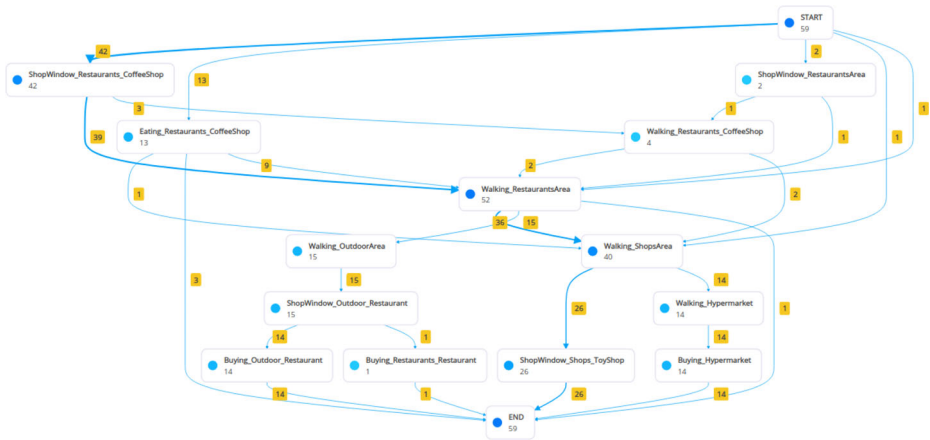 START
59
42
2
ShopWindow_Restaurants_CoffeeShop
42
13
ShopWindow_RestaurantsArea
2
3
1
1
Eating_Restaurants_CoffeeShop
13
Walking_Restaurants_CoffeeShop
4
39
1
1
9
2
Walking_RestaurantsArea
52
1
2
36
15
Walking_OutdoorArea
15
Walking_ShopsArea
40
3
15
14
ShopWindow_Outdoor_Restaurant
15
26
Walking_Hypermarket
14
1
14
1
14
Buying_Outdoor_Restaurant
14
Buying_Restaurants_Restaurant
1
ShopWindow_Shops_ToyShop
26
Buying_Hypermarket
14
14
1
26
14
END
59